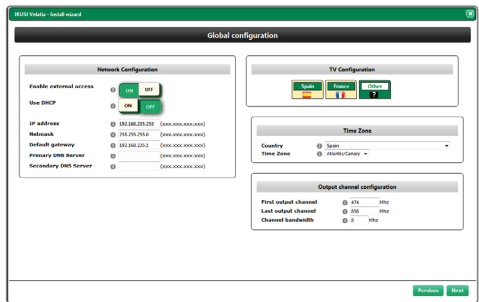 IKUSI Velatia - Install wizard
Global configuration
Network Configuration
Enable external access ON OFF
Use DHCP ON OFF
IP address 192.168.235.253 (xxx.xxx.xxx.xxx)
Netmask 255.255.255.0 (xxx.xxx.xxx.xxx)
Default gateway 192.168.235.1 (xxx.xxx.xxx.xxx)
Primary DNS Server (xxx.xxx.xxx.xxx)
Secondary DNS Server (xxx.xxx.xxx.xxx)
TV Configuration
Spain France Other
?
Time Zone
Country Spain
Time Zone Atlantic/Canary
Output channel configuration
First output channel 474 Mhz
Last output channel 858 Mhz
Channel bandwidth 8 Mhz
Previous Next